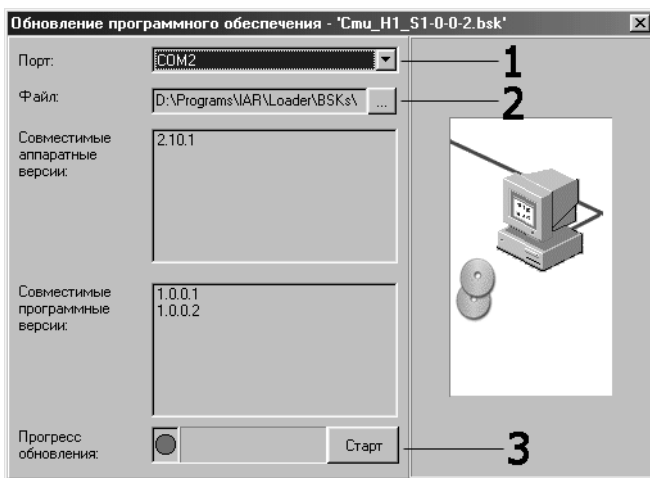 Обновление программного обеспечения - 'Cmu_H1_S1-0-0-2.bsk'
Порт:
COM2
1
Файл:
D:\Programs\IAR\Loader\BSKs\
...
2
Совместимые
аппаратные
версии:
2.10.1
Совместимые
программные
версии:
1.0.0.1
1.0.0.2
Прогресс
обновления:
Старт
3